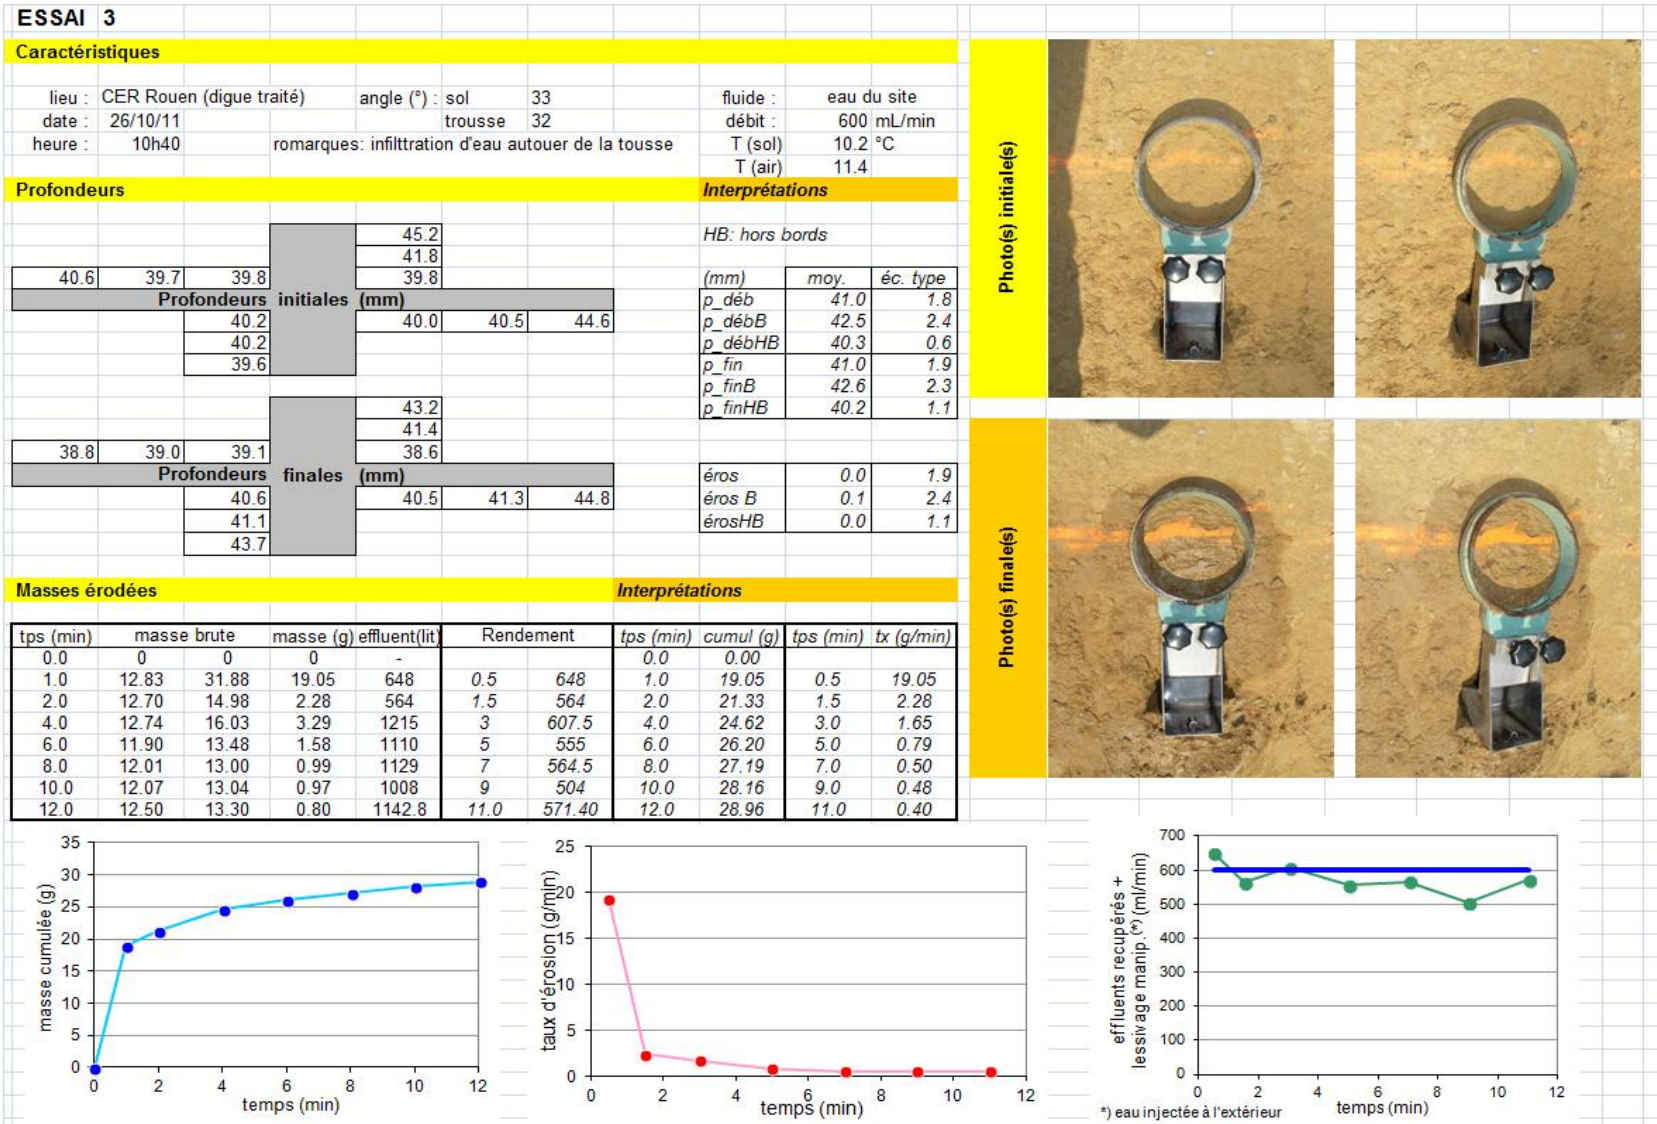 ESSAI 3
Caractéristiques
lieu : CER Rouen (digue traité) angle (°) : sol 33 fluide : eau du site
date : 26/10/11 trousse 32 débit : 600 mL/min
heure : 10h40 romarques: infilttration d'eau autouer de la tousse T (sol) 10.2 °C
T (air) 11.4
Profondeurs Interprétations
45.2 HB: hors bords
41.8
40.6 39.7 39.8 39.8 (mm) moy. éc. type
Profondeurs initiales (mm) p_déb 41.0 1.8
40.2 40.0 40.5 44.6 p_débB 42.5 2.4
40.2 p_débHB 40.3 0.6
39.6 p_fin 41.0 1.9
p_finB 42.6 2.3
43.2 p_finHB 40.2 1.1
41.4
38.8 39.0 39.1 38.6
Profondeurs finales (mm) éros 0.0 1.9
40.6 40.5 41.3 44.8 éros B 0.1 2.4
41.1 érosHB 0.0 1.1
43.7
Photo(s) initiale(s)
Photo(s) finale(s)
Masses érodées Interprétations
tps (min) masse brute masse (g) effluent(lit) Rendement tps (min) cumul (g) tps (min) tx (g/min)
0.0 0 0 0 - 0.0 0.00
1.0 12.83 31.88 19.05 648 0.5 648 1.0 19.05 0.5 19.05
2.0 12.70 14.98 2.28 564 1.5 564 2.0 21.33 1.5 2.28
4.0 12.74 16.03 3.29 1215 3 607.5 4.0 24.62 3.0 1.65
6.0 11.90 13.48 1.58 1110 5 555 6.0 26.20 5.0 0.79
8.0 12.01 13.00 0.99 1129 7 564.5 8.0 27.19 7.0 0.50
10.0 12.07 13.04 0.97 1008 9 504 10.0 28.16 9.0 0.48
12.0 12.50 13.30 0.80 1142.8 11.0 571.40 12.0 28.96 11.0 0.40
masse cumulée (g)
35
30
25
20
15
10
5
0
0 2 4 6 8 10 12
temps (min)
taux d'érosion (g/min)
25
20
15
10
5
0
0 2 4 6 8 10 12
temps (min)
effluents recupérés +
lessivage manip.(*) (ml/min)
700
600
500
400
300
200
100
0
0 2 4 6 8 10 12
*) eau injectée à l'extérieur temps (min)